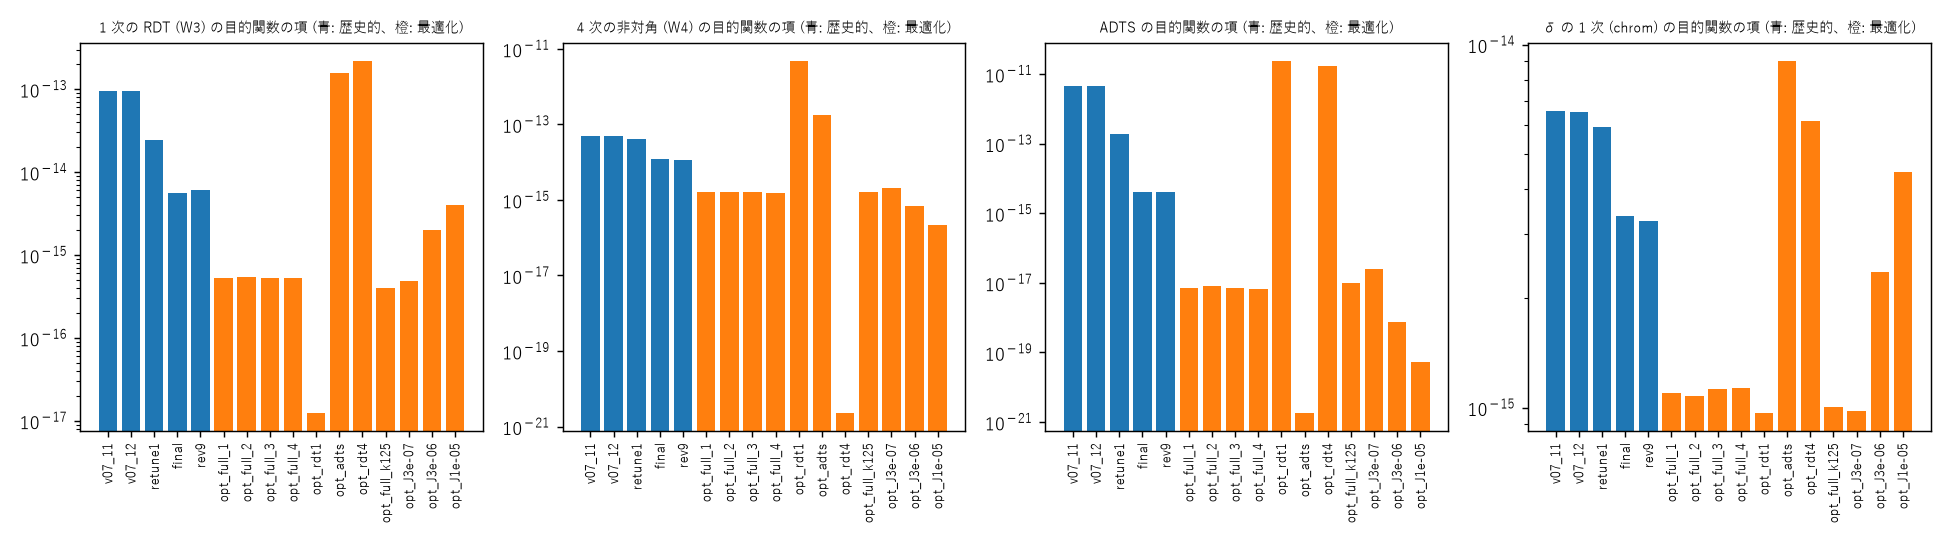 1 次の RDT (W3) の目的関数の項 (青: 歴史的、橙: 最適化)
10^-13
10^-14
10^-15
10^-16
10^-17
v07_11
v07_12
retune1
final
rev9
opt_full_1
opt_full_2
opt_full_3
opt_full_4
opt_rdt1
opt_adts
opt_rdt4
opt_full_k125
opt_J3e-07
opt_J3e-06
opt_J1e-05
4 次の非対角 (W4) の目的関数の項 (青: 歴史的、橙: 最適化)
10^-11
10^-13
10^-15
10^-17
10^-19
10^-21
v07_11
v07_12
retune1
final
rev9
opt_full_1
opt_full_2
opt_full_3
opt_full_4
opt_rdt1
opt_adts
opt_rdt4
opt_full_k125
opt_J3e-07
opt_J3e-06
opt_J1e-05
ADTS の目的関数の項 (青: 歴史的、橙: 最適化)
10^-11
10^-13
10^-15
10^-17
10^-19
10^-21
v07_11
v07_12
retune1
final
rev9
opt_full_1
opt_full_2
opt_full_3
opt_full_4
opt_rdt1
opt_adts
opt_rdt4
opt_full_k125
opt_J3e-07
opt_J3e-06
opt_J1e-05
δ の 1 次 (chrom) の目的関数の項 (青: 歴史的、橙: 最適化)
10^-14
10^-15
v07_11
v07_12
retune1
final
rev9
opt_full_1
opt_full_2
opt_full_3
opt_full_4
opt_rdt1
opt_adts
opt_rdt4
opt_full_k125
opt_J3e-07
opt_J3e-06
opt_J1e-05